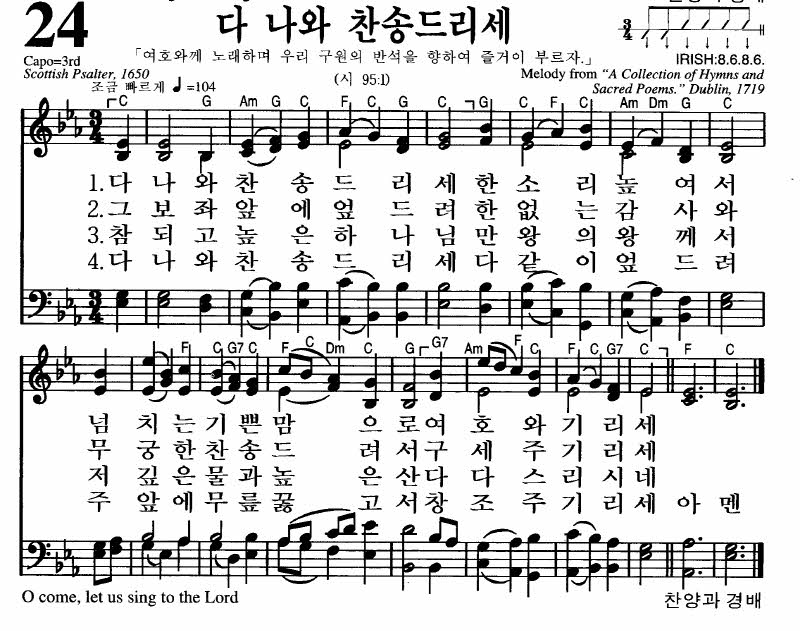 24
다 나와 찬송드리세
「여호와께 노래하며 우리 구원의 반석을 향하여 즐거이 부르자.」
(시 95:1)
Capo=3rd
Scottish Psalter, 1650
조금 빠르게 ♩=104
IRISH:8.6.8.6.
Melody from "A Collection of Hymns and
Sacred Poems." Dublin, 1719
C G Am G C F C G C G C F C Am Dm G C
1.다 나 와 찬 송 드 리 세 한 소 리 높 여 서
2.그 보 좌 앞 에 엎 드 려 한 없 는 감 사 와
3.참 되 고 높 은 하 나 님 만 왕 의 왕 께 서
4.다 나 와 찬 송 드 리 세 다 같 이 엎 드 려
F C G7 C F C Dm C G G7 Am F C F C G7 C F C
넘 치 는 기 쁜 맘 으 로 여 호 와 기 리 세
무 궁 한 찬 송 드 려 서 구 세 주 기 리 세
저 깊 은 물 과 높 은 산 다 다 스 리 시 네
주 앞 에 무 릎 꿇 고 서 창 조 주 기 리 세 아 멘
O come, let us sing to the Lord
찬양과 경배